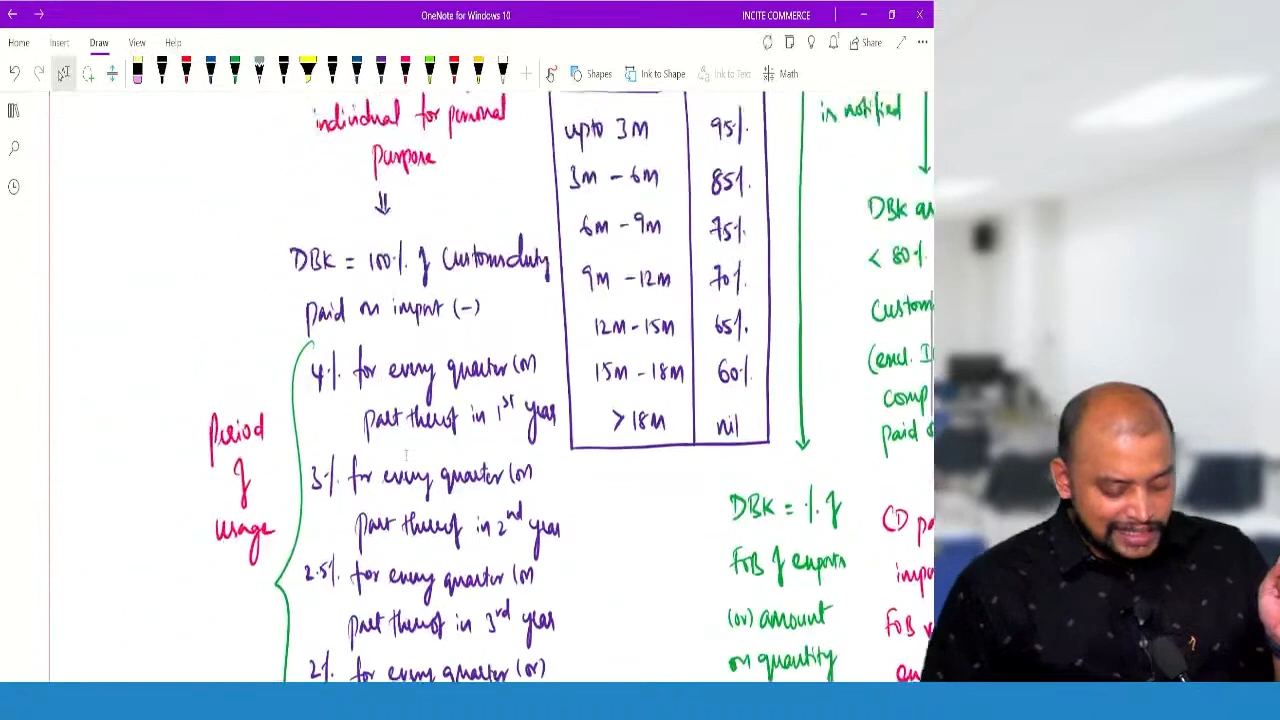 OneNote for Windows 10
INCITE COMMERCE
Home
Insert
Draw
View
Help
Share
Shapes
Ink to Shape
Ink to Text
Math
individual for personal
purpose
DBK = 100% of Customs duty
paid on import (-)
Period
of
usage
4% for every quarter (or)
part thereof in 1st year
3% for every quarter (or)
part thereof in 2nd year
2.5% for every quarter (or)
part thereof in 3rd year
2% for every quarter (or)
upto 3M 95%
3M - 6M 85%
6M - 9M 75%
9M - 12M 70%
12M - 15M 65%
15M - 18M 60%
> 18M nil
is notified
DBK = % of
FOB of exports
(or) amount
on quantity
DBK
< 80%
Custom
(excl. I
comp
paid
CD pa
impo
FOB